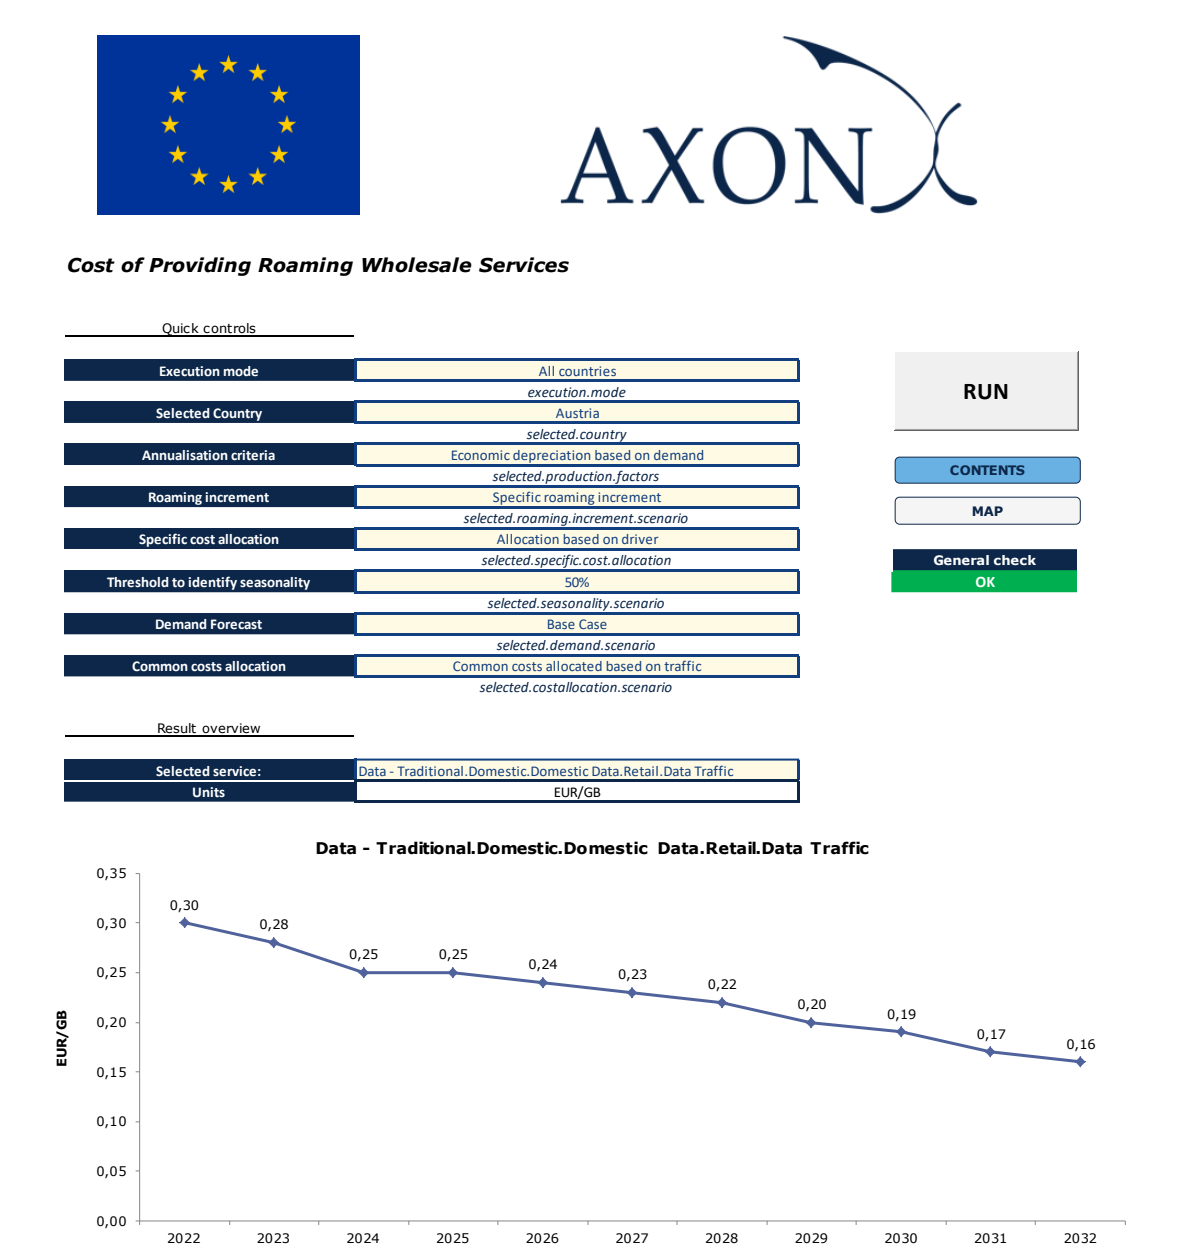 AXON
Cost of Providing Roaming Wholesale Services
Quick controls
Execution mode All countries
execution.mode
RUN
Selected Country Austria
selected.country
Annualisation criteria Economic depreciation based on demand
selected.production.factors
CONTENTS
Roaming increment Specific roaming increment
selected.roaming.increment.scenario
MAP
Specific cost allocation Allocation based on driver
selected.specific.cost.allocation
General check
Threshold to identify seasonality 50%
selected.seasonality.scenario
OK
Demand Forecast Base Case
selected.demand.scenario
Common costs allocation Common costs allocated based on traffic
selected.costallocation.scenario
Result overview
Selected service: Data - Traditional.Domestic.Domestic Data.Retail.Data Traffic
Units EUR/GB
Data - Traditional.Domestic.Domestic Data.Retail.Data Traffic
EUR/GB
0,35
0,30
0,25
0,20
0,15
0,10
0,05
0,00
0,30 0,28 0,25 0,25 0,24 0,23 0,22 0,20 0,19 0,17 0,16
2022 2023 2024 2025 2026 2027 2028 2029 2030 2031 2032